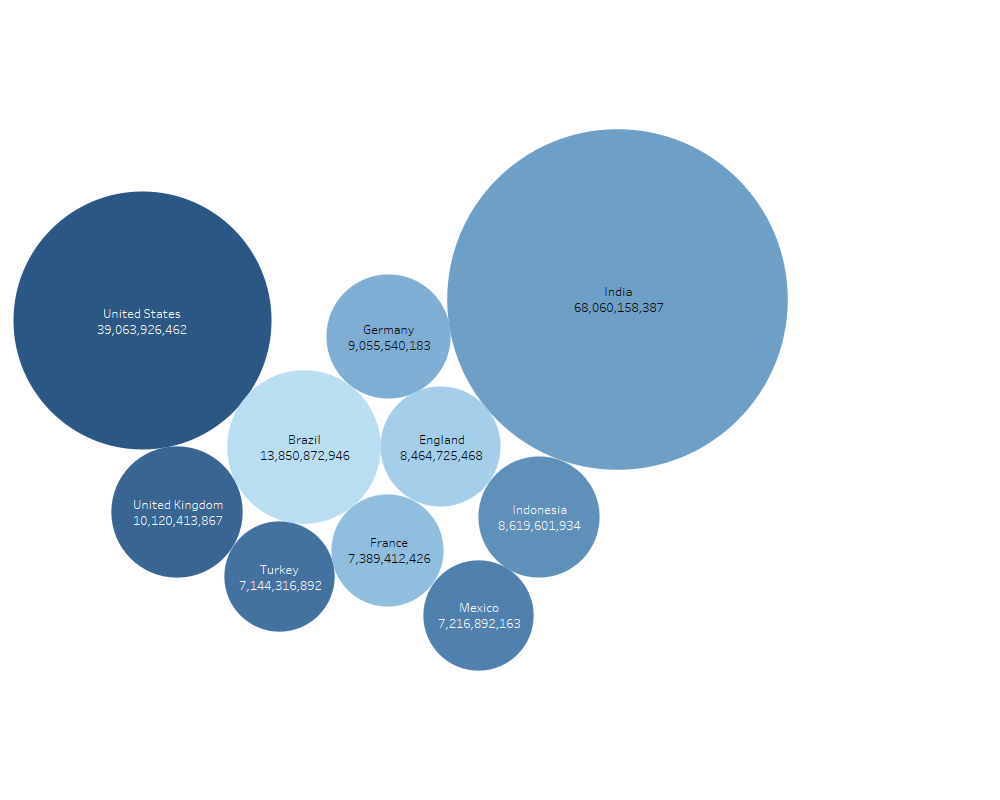 India
68,060,158,387
United States
39,063,926,462
Germany
9,055,540,183
Brazil
13,850,872,946
England
8,464,725,468
United Kingdom
10,120,413,867
Indonesia
8,619,601,934
France
7,389,412,426
Turkey
7,144,316,892
Mexico
7,216,892,163